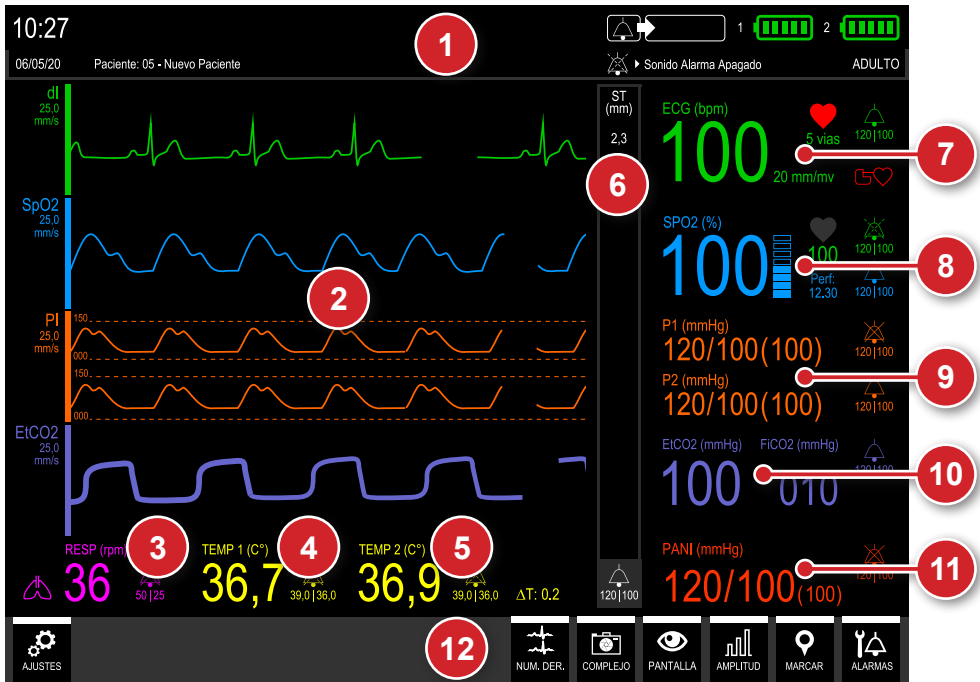 10:27
1
1
2
06/05/20
Paciente: 05 - Nuevo Paciente
Sonido Alarma Apagado
ADULTO
dI
25,0
mm/s
SpO2
25,0
mm/s
2
PI
25,0
mm/s
150
000
150
000
EtCO2
25,0
mm/s
ST
(mm)
2,3
6
120|100
ECG (bpm)
100
5 vias
20 mm/mv
120|100
7
SPO2 (%)
100
100
Perf:
12.30
120|100
120|100
8
P1 (mmHg)
120/100(100)
120|100
P2 (mmHg)
120/100(100)
120|100
9
EtCO2 (mmHg)
FiCO2 (mmHg)
100
010
120|100
10
RESP (rpm)
36
50|25
3
TEMP 1 (C°)
36,7
39,0|36,0
4
TEMP 2 (C°)
36,9
39,0|36,0
5
ΔT: 0.2
PANI (mmHg)
120/100(100)
120|100
11
AJUSTES
12
NUM. DER.
COMPLEJO
PANTALLA
AMPLITUD
MARCAR
ALARMAS